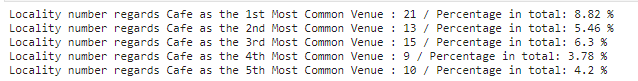 Locality number regards Cafe as the 1st Most Common Venue : 21 / Percentage in total: 8.82 %
Locality number regards Cafe as the 2nd Most Common Venue : 13 / Percentage in total: 5.46 %
Locality number regards Cafe as the 3rd Most Common Venue : 15 / Percentage in total: 6.3 %
Locality number regards Cafe as the 4th Most Common Venue : 9 / Percentage in total: 3.78 %
Locality number regards Cafe as the 5th Most Common Venue : 10 / Percentage in total: 4.2 %